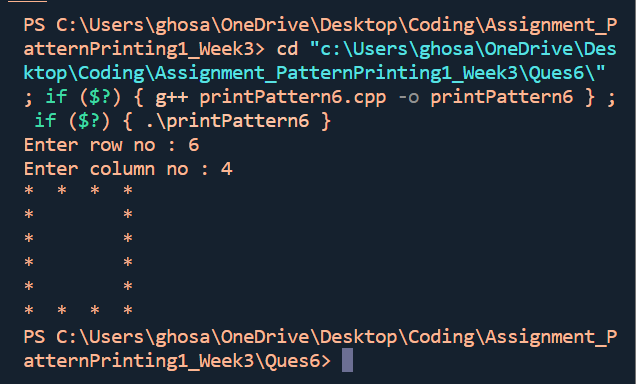 PS C:\Users\ghosa\OneDrive\Desktop\Coding\Assignment_P
atternPrinting1_Week3> cd "c:\Users\ghosa\OneDrive\Des
ktop\Coding\Assignment_PatternPrinting1_Week3\Ques6\"
; if ($?) { g++ printPattern6.cpp -o printPattern6 } ;
 if ($?) { .\printPattern6 }
Enter row no : 6
Enter column no : 4
*  *  *  *
*        *
*        *
*        *
*        *
*  *  *  *
PS C:\Users\ghosa\OneDrive\Desktop\Coding\Assignment_P
atternPrinting1_Week3\Ques6>